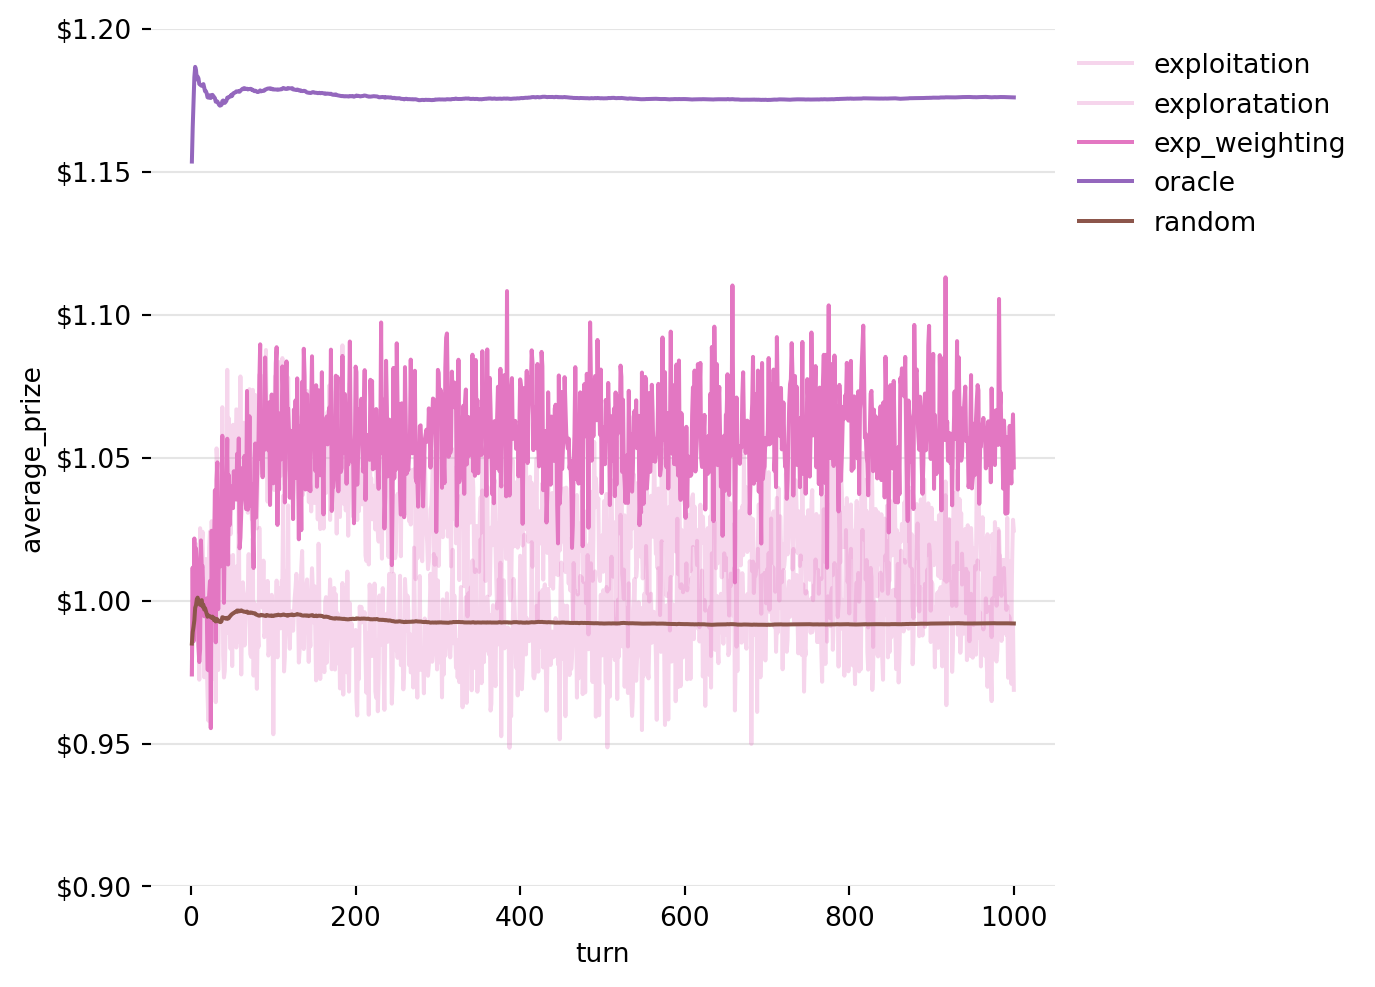 $1.20
$1.15
$1.10
$1.05
$1.00
$0.95
$0.90
average_prize
0 200 400 600 800 1000
turn
exploitation
exploratation
exp_weighting
oracle
random